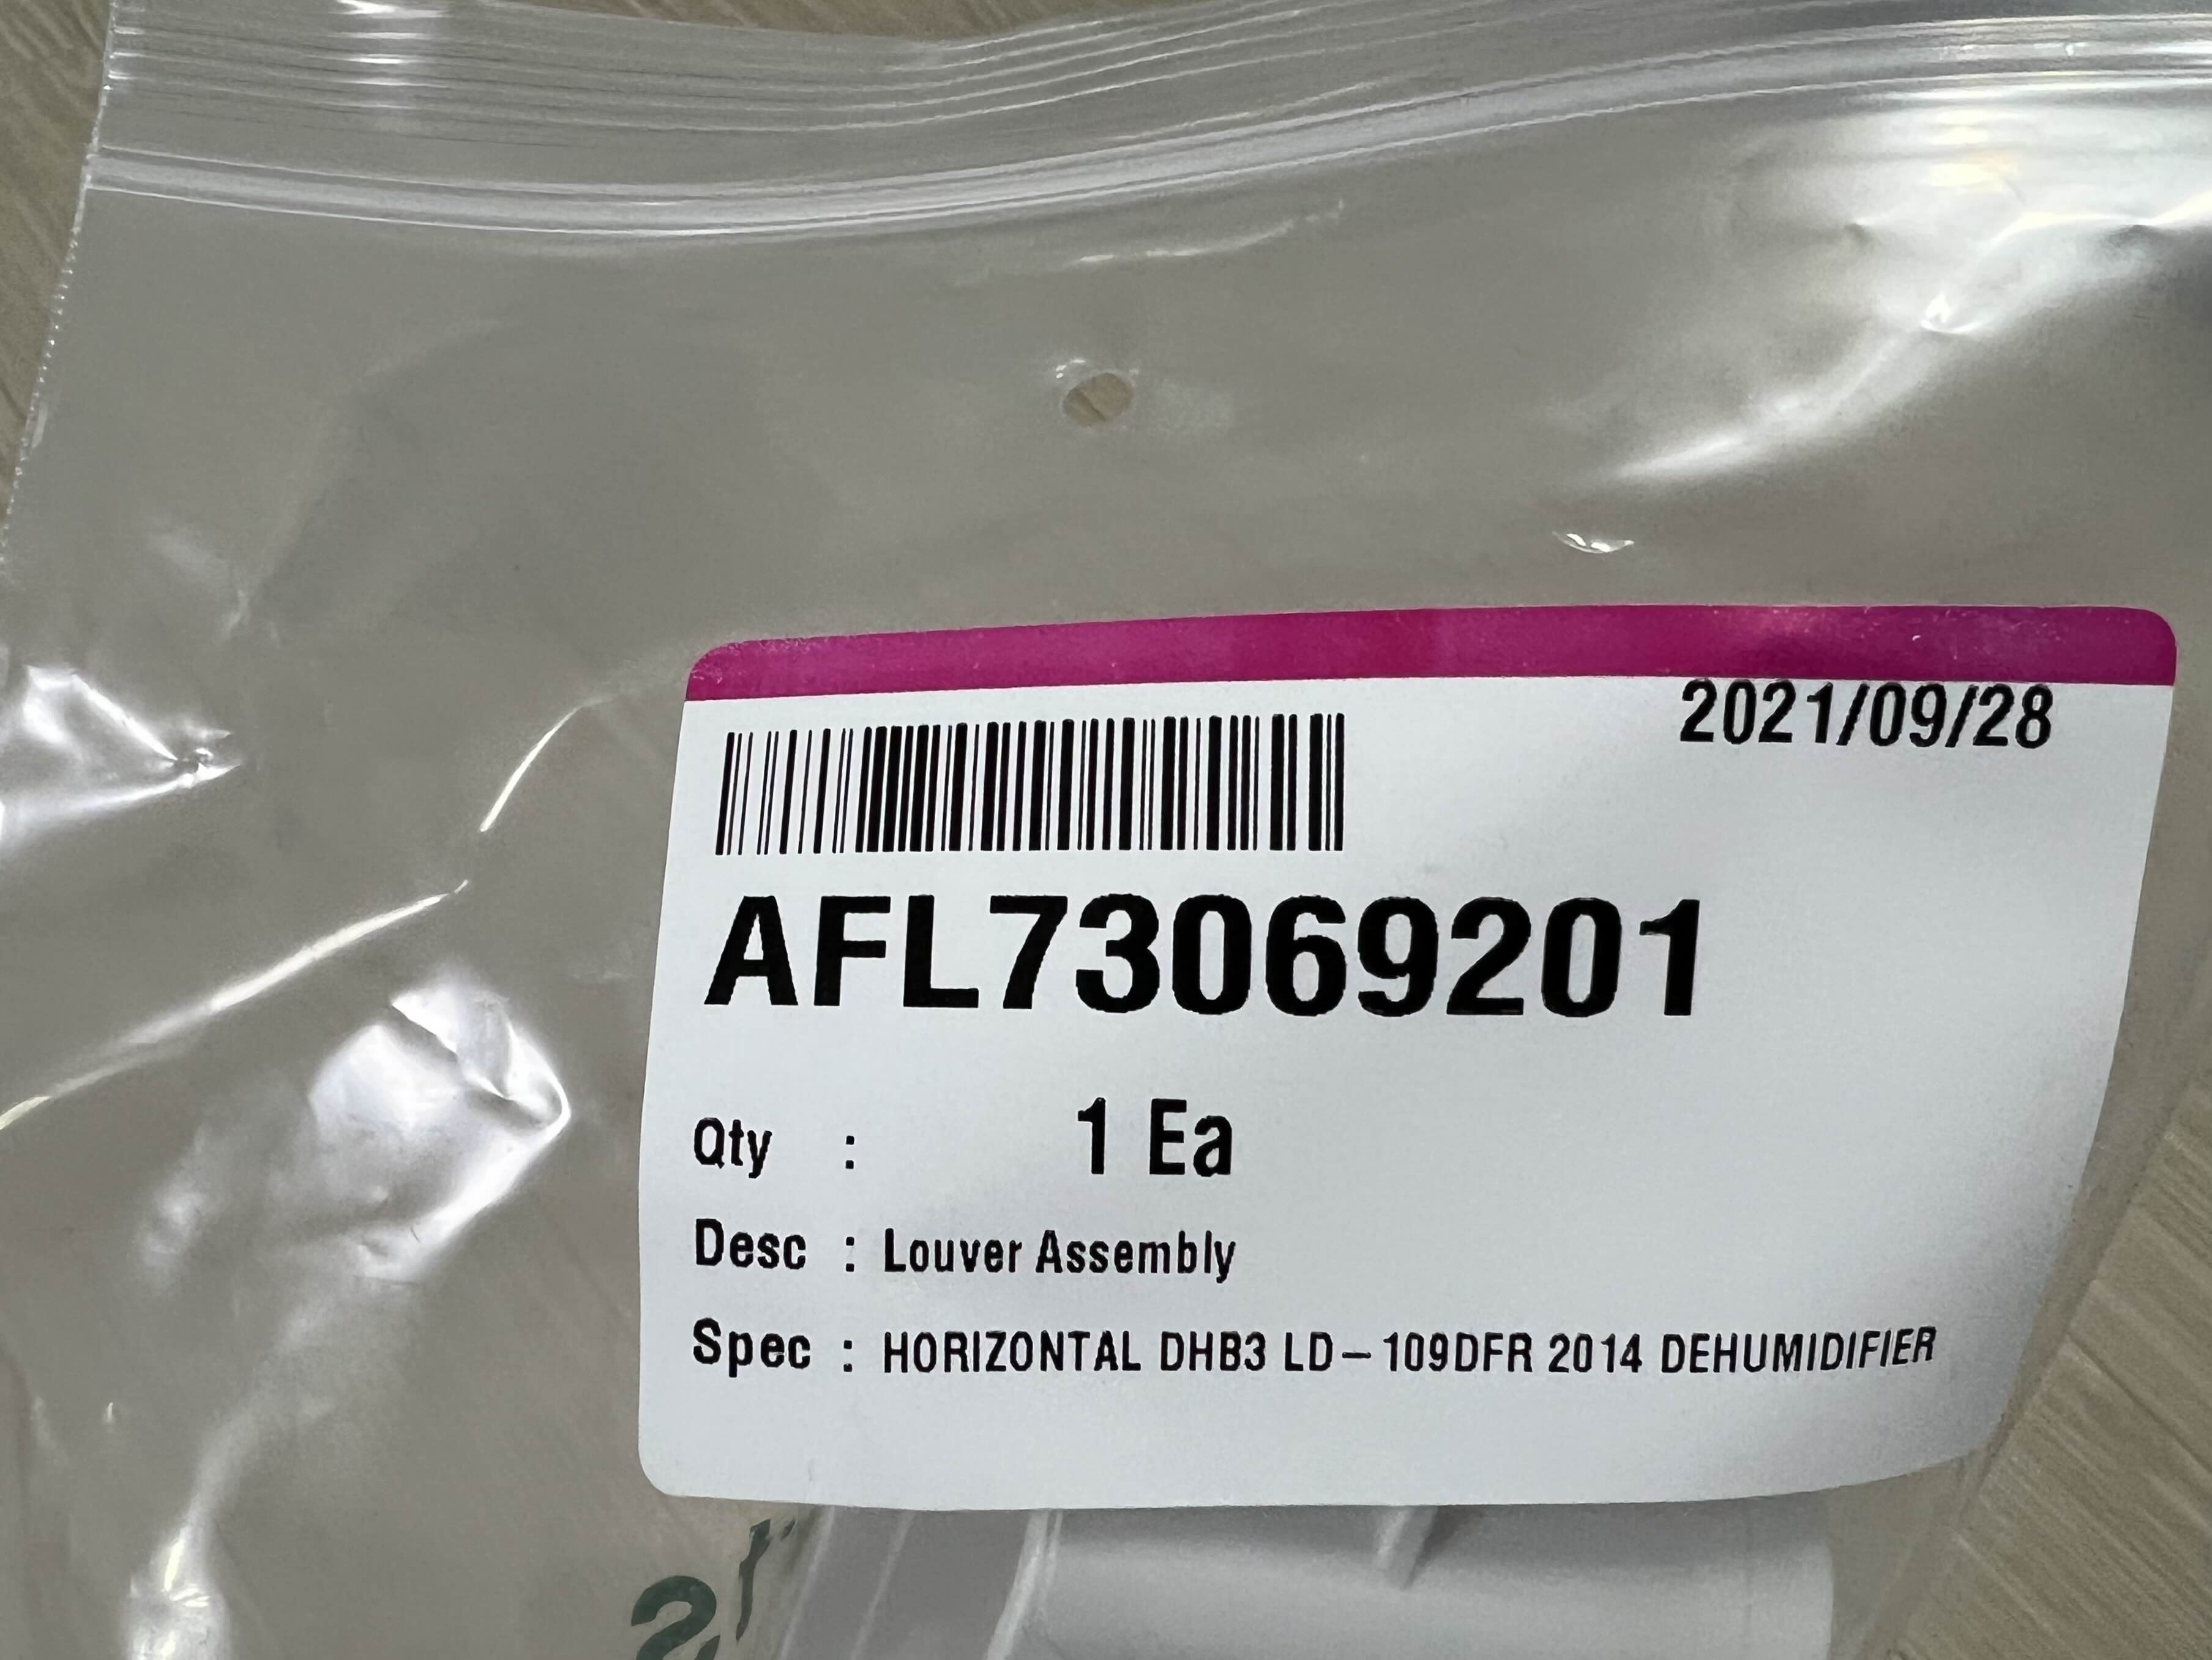 2021/09/28
AFL73069201
Qty : 1 Ea
Desc : Louver Assembly
Spec : HORIZONTAL DHB3 LD-109DFR 2014 DEHUMIDIFIER